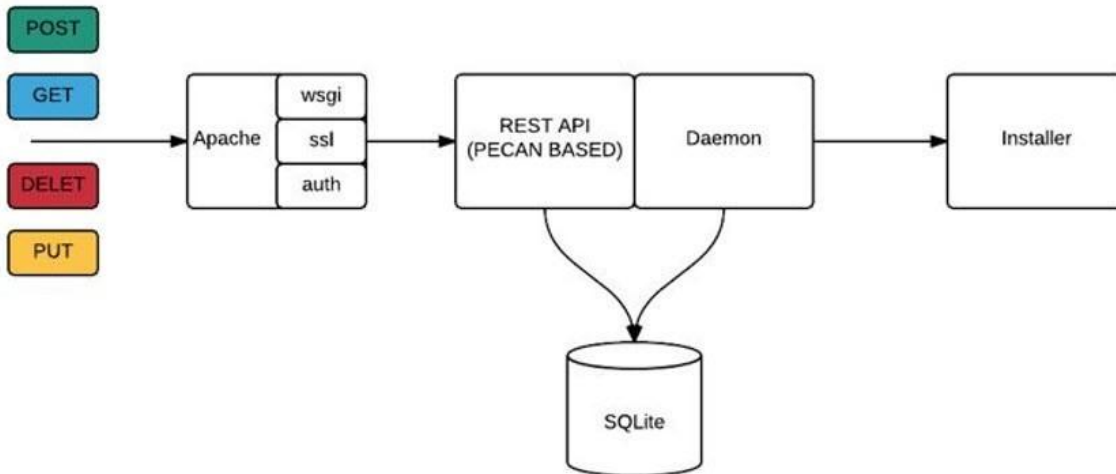 POST
GET
DELET
PUT
Apache
wsgi
ssl
auth
REST API
(PECAN BASED)
Daemon
Installer
SQLite